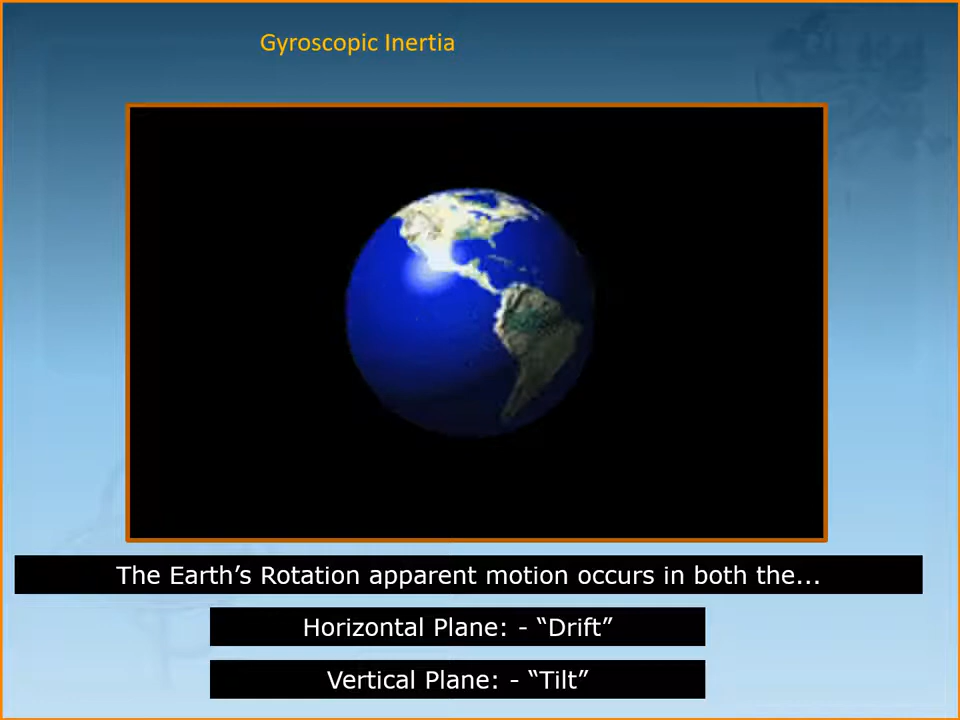 Gyroscopic Inertia
The Earth’s Rotation apparent motion occurs in both the...
Horizontal Plane: - “Drift”
Vertical Plane: - “Tilt”